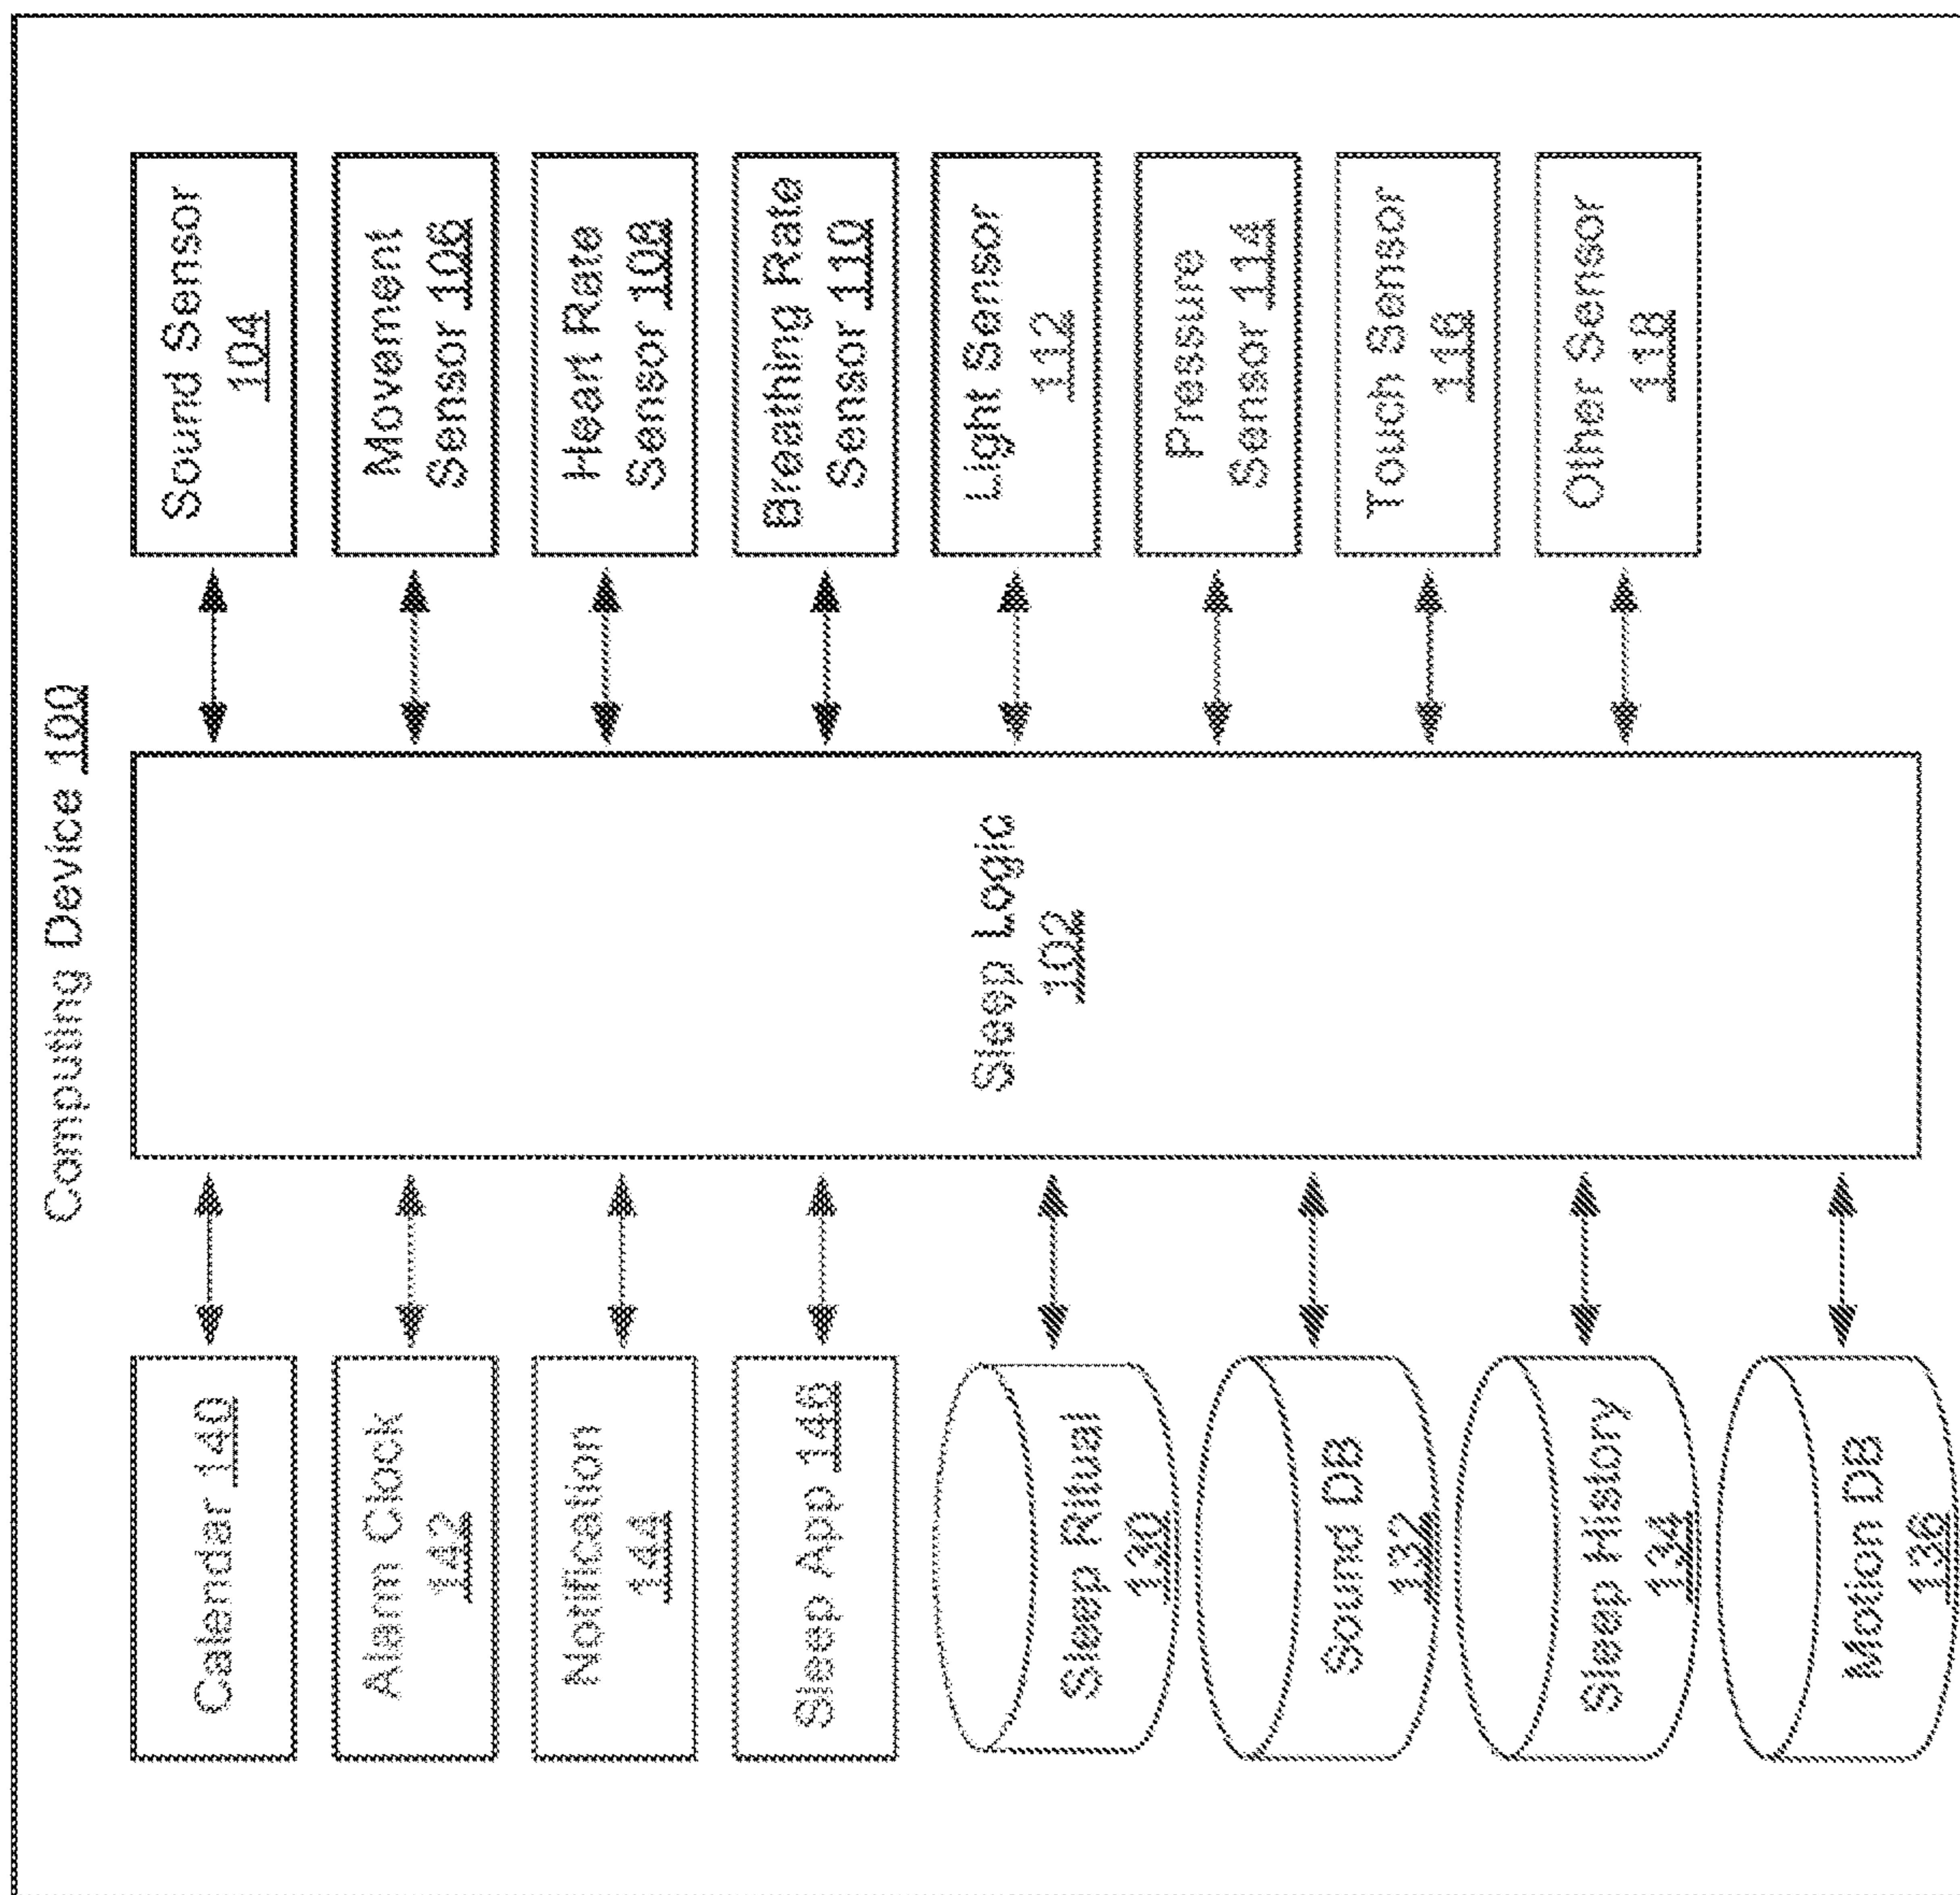 Computing Device 100
Calendar 140
Alarm Clock
142
Notification
144
Sleep App 146
Sleep Ritual
130
Sound DB
132
Sleep History
134
Motion DB
136
Sleep Logic
102
Sound Sensor
104
Movement
Sensor 106
Heart Rate
Sensor 108
Breathing Rate
Sensor 110
Light Sensor
112
Pressure
Sensor 114
Touch Sensor
116
Other Sensor
118